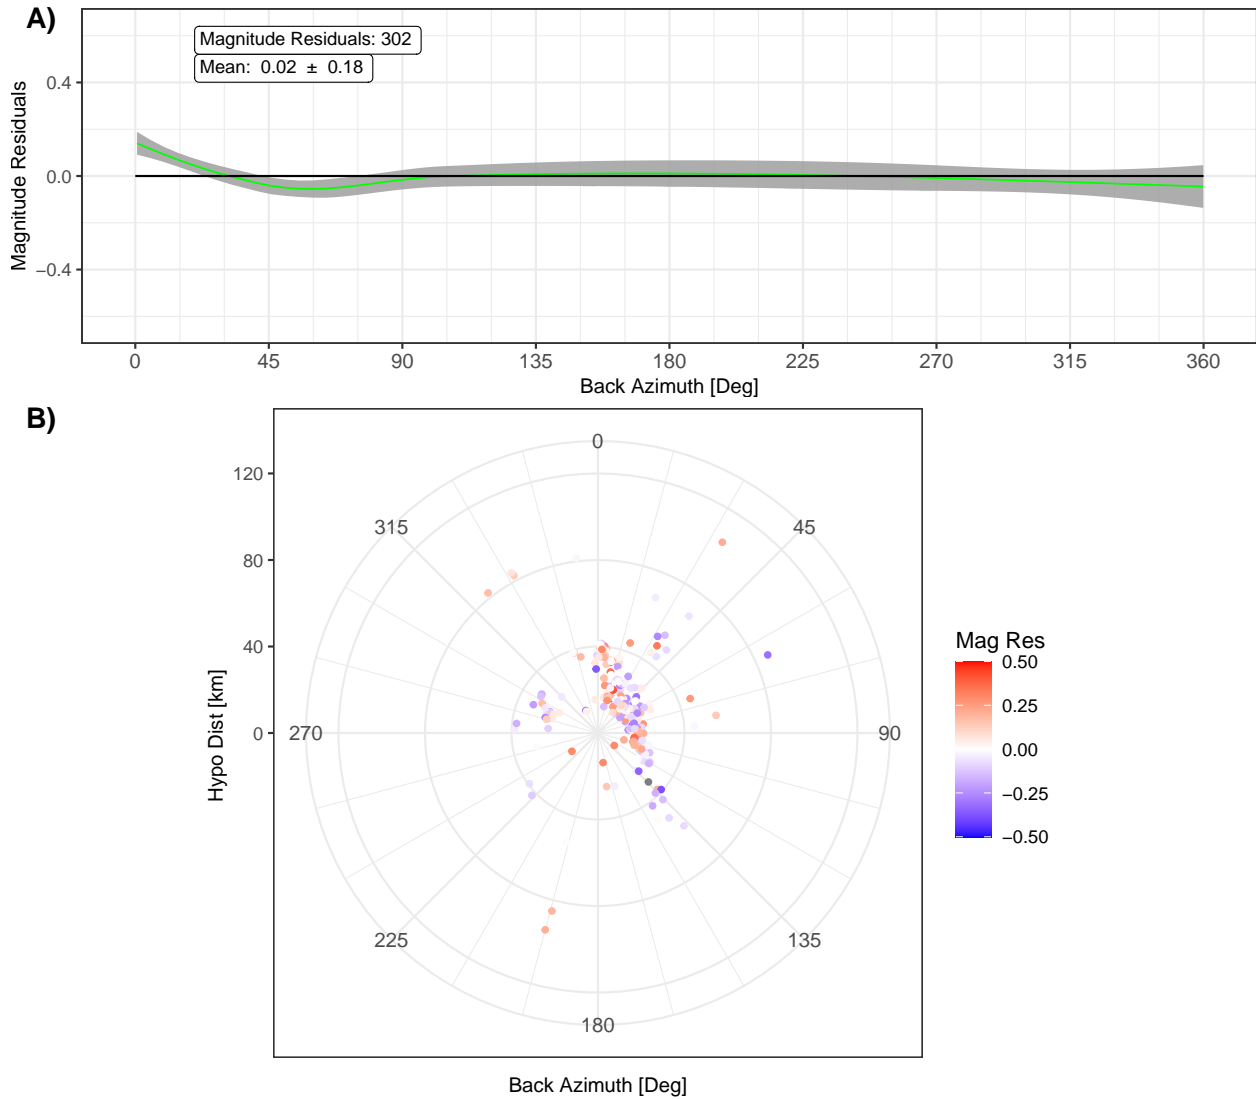 A)
Magnitude Residuals: 302
Mean:  0.02  ±  0.18
0.4
0.0
−0.4
Magnitude Residuals
0 45 90 135 180 225 270 315 360
Back Azimuth [Deg]
B)
0
45
90
135
180
225
270
315
120
80
40
0
Hypo Dist [km]
Back Azimuth [Deg]
Mag Res
0.50
0.25
0.00
−0.25
−0.50